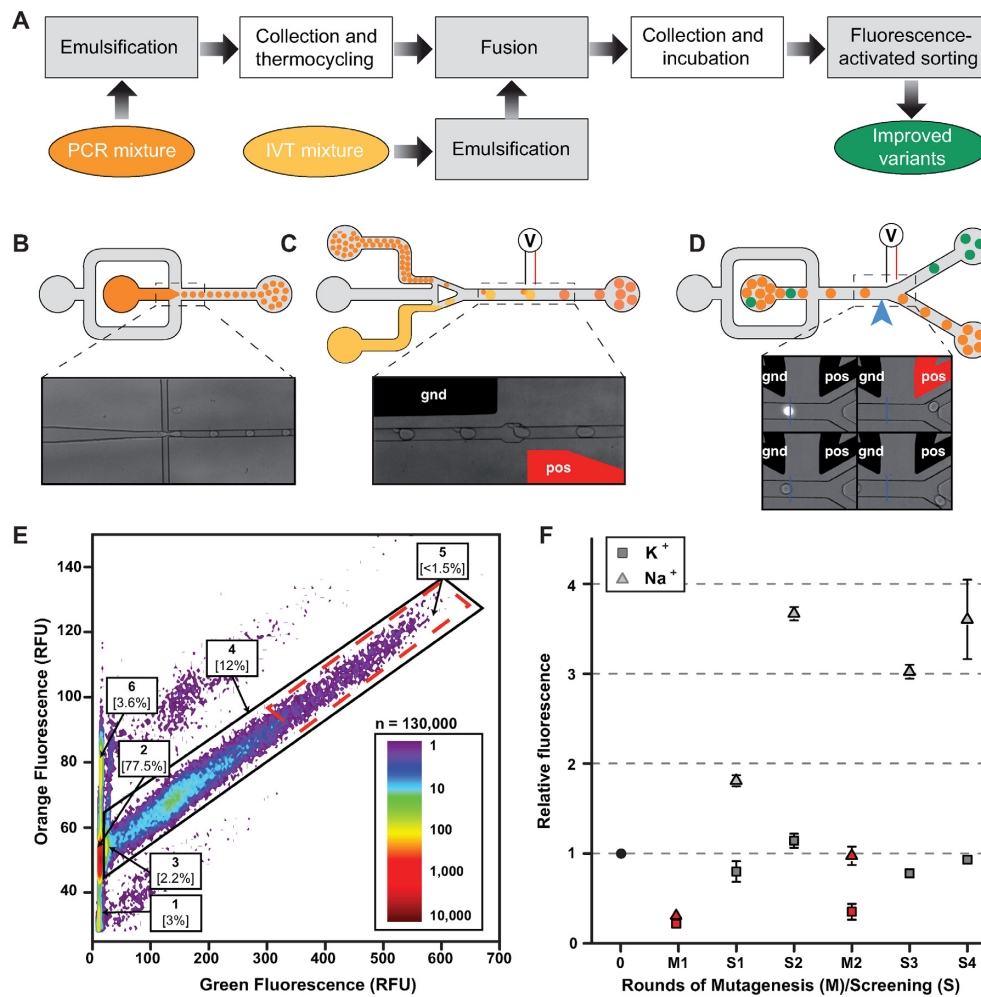 A
Emulsification
Collection and
thermocycling
Fusion
Collection and
incubation
Fluorescence-
activated sorting
PCR mixture
IVT mixture
Emulsification
Improved
variants
B
C
V
D
V
gnd
pos
gnd
pos
gnd
pos
gnd
pos
gnd
pos
E
140
120
100
80
60
40
Orange Fluorescence (RFU)
5
[<1.5%]
4
[12%]
6
[3.6%]
2
[77.5%]
3
[2.2%]
1
[3%]
n = 130,000
1
10
100
1,000
10,000
0 100 200 300 400 500 600 700
Green Fluorescence (RFU)
F
K+
Na+
4
3
2
1
0
Relative fluorescence
0 M1 S1 S2 M2 S3 S4
Rounds of Mutagenesis (M)/Screening (S)